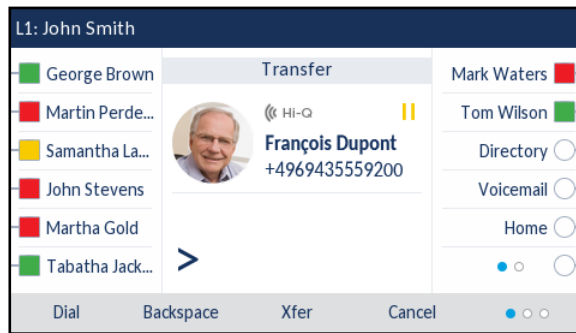 L1: John Smith
George Brown
Martin Perde...
Samantha La...
John Stevens
Martha Gold
Tabatha Jack...
Transfer
Hi-Q
François Dupont
+4969435559200
>
Mark Waters
Tom Wilson
Directory
Voicemail
Home
Dial Backspace Xfer Cancel